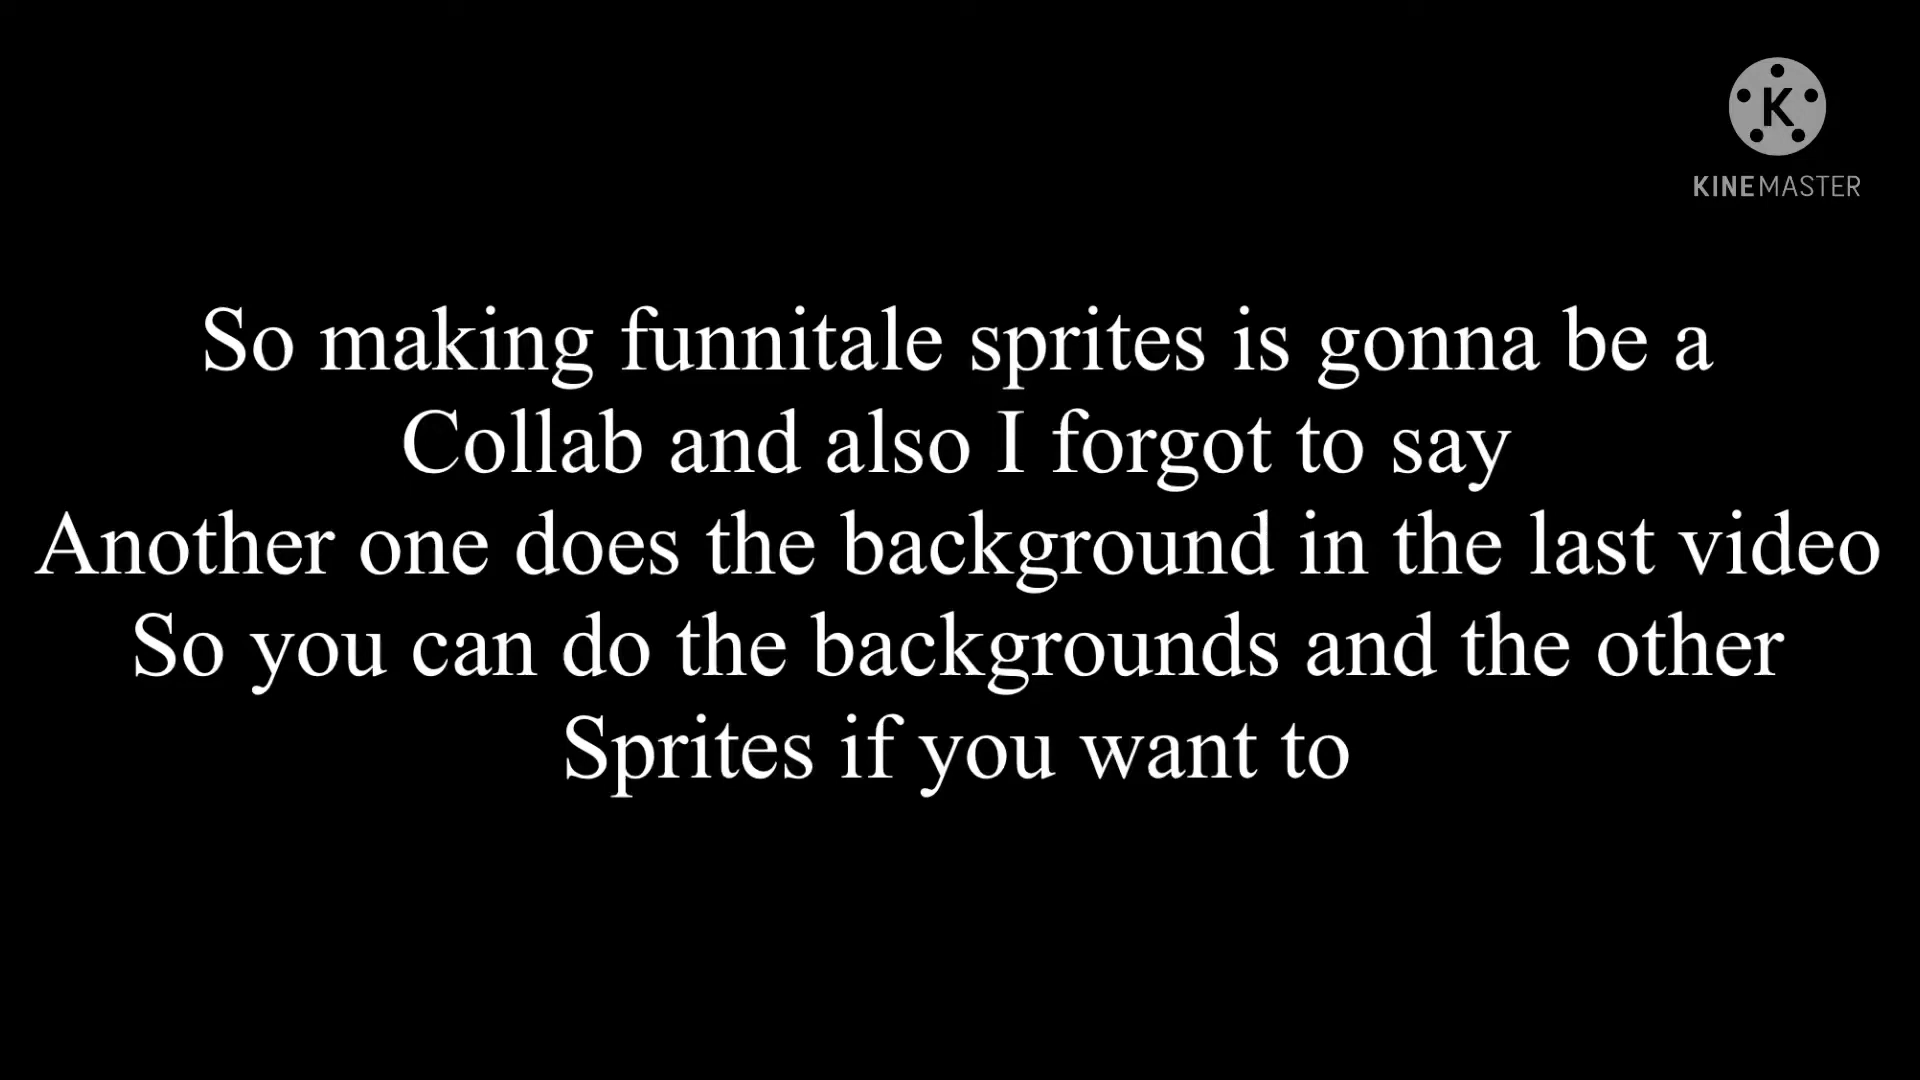 K
KINEMASTER
So making funnitale sprites is gonna be a
Collab and also I forgot to say
Another one does the background in the last video
So you can do the backgrounds and the other
Sprites if you want to